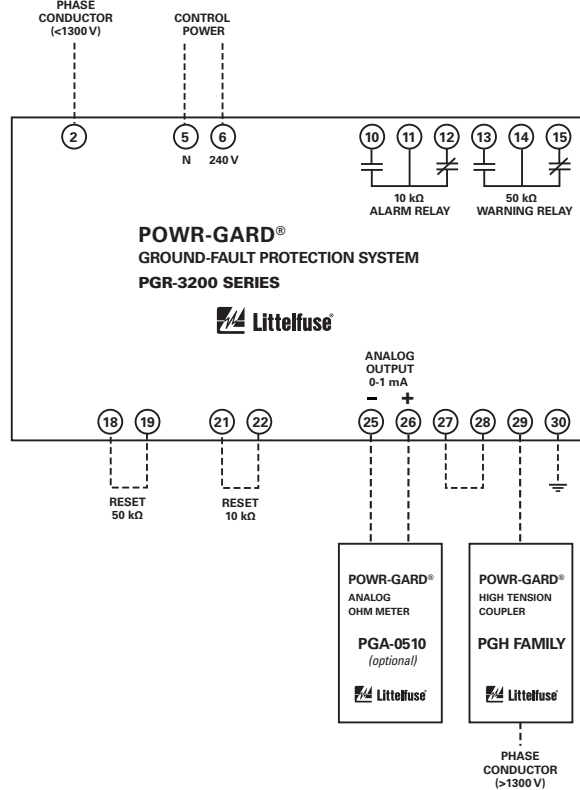 PHASE
CONDUCTOR
(<1300 V)
CONTROL
POWER
2
5
6
10
11
12
13
14
15
N
240 V
10 kΩ
ALARM RELAY
50 kΩ
WARNING RELAY
POWR-GARD®
GROUND-FAULT PROTECTION SYSTEM
PGR-3200 SERIES
Littelfuse®
ANALOG
OUTPUT
0-1 mA
– +
18
19
21
22
25
26
27
28
29
30
RESET
50 kΩ
RESET
10 kΩ
POWR-GARD®
ANALOG
OHM METER
PGA-0510
(optional)
Littelfuse®
POWR-GARD®
HIGH TENSION
COUPLER
PGH FAMILY
Littelfuse®
PHASE
CONDUCTOR
(>1300 V)